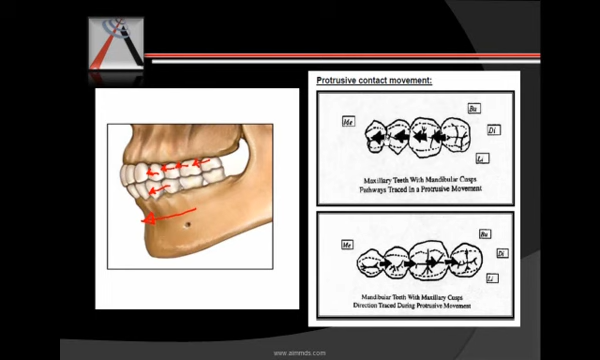 Protrusive contact movement:
Bu
Me
Di
Li
Maxillary Teeth With Mandibular Cusps
Pathways Traced in a Protrusive Movement
Bu
Me
Di
Li
Mandibular Teeth With Maxillary Cusps
Direction Traced During Protrusive Movement
www.aimmds.com